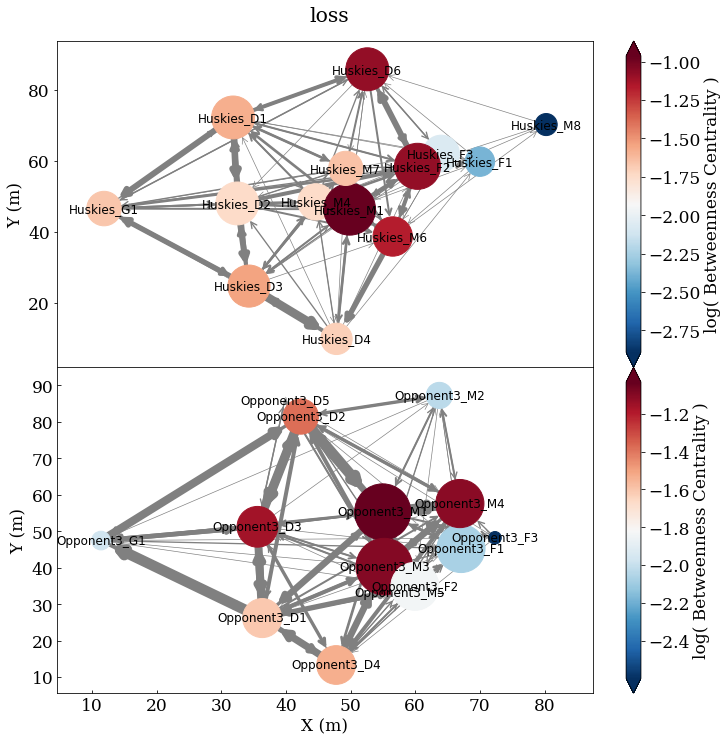 loss
Y (m)
80
60
40
20
Huskies_D6
Huskies_M8
Huskies_D1
Huskies_F3
Huskies_F1
Huskies_F2
Huskies_M7
Huskies_G1
Huskies_D2
Huskies_M4
Huskies_M1
Huskies_M6
Huskies_D3
Huskies_D4
−1.00
−1.25
−1.50
−1.75
−2.00
−2.25
−2.50
−2.75
log( Betweenness Centrality )
Y (m)
90
80
70
60
50
40
30
20
10
Opponent3_M2
Opponent3_D5
Opponent3_D2
Opponent3_M4
Opponent3_M1
Opponent3_D3
Opponent3_G1
Opponent3_F3
Opponent3_F1
Opponent3_M3
Opponent3_F2
Opponent3_M5
Opponent3_D1
Opponent3_D4
10 20 30 40 50 60 70 80
X (m)
−1.2
−1.4
−1.6
−1.8
−2.0
−2.2
−2.4
log( Betweenness Centrality )